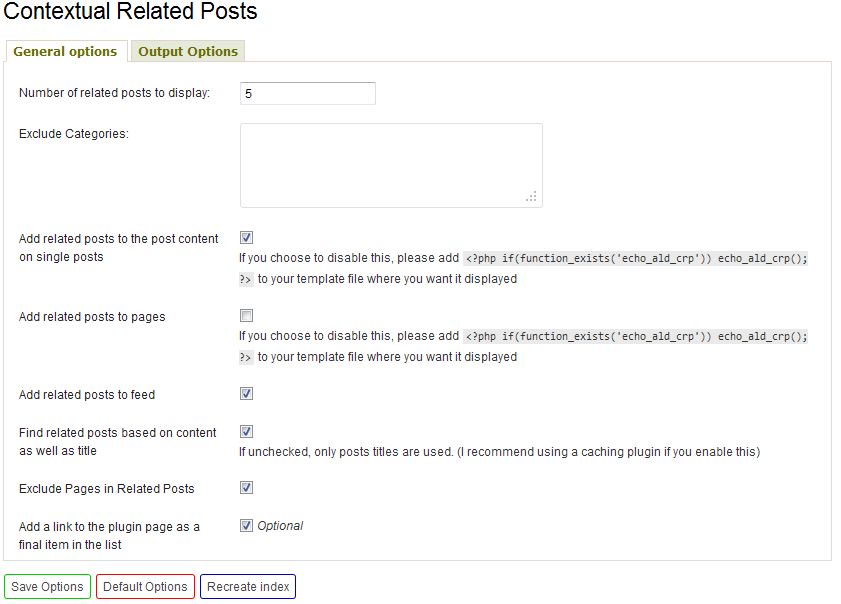 Contextual Related Posts
General options
Output Options
Number of related posts to display:
5
Exclude Categories:
Add related posts to the post content
on single posts
If you choose to disable this, please add <?php if(function_exists('echo_ald_crp')) echo_ald_crp();
?> to your template file where you want it displayed
Add related posts to pages
If you choose to disable this, please add <?php if(function_exists('echo_ald_crp')) echo_ald_crp();
?> to your template file where you want it displayed
Add related posts to feed
Find related posts based on content
as well as title
If unchecked, only posts titles are used. (I recommend using a caching plugin if you enable this)
Exclude Pages in Related Posts
Add a link to the plugin page as a
final item in the list
Optional
Save Options
Default Options
Recreate index